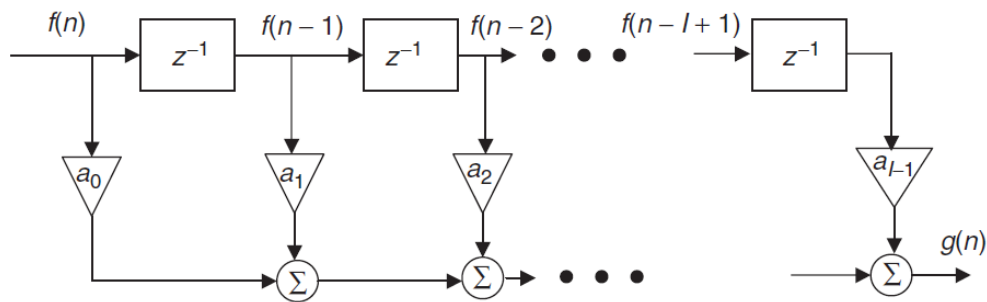 f(n) f(n − 1) f(n − 2) f(n − I + 1)
z⁻¹ z⁻¹ z⁻¹
a₀ a₁ a₂ a_{I−1}
g(n)
Σ Σ Σ